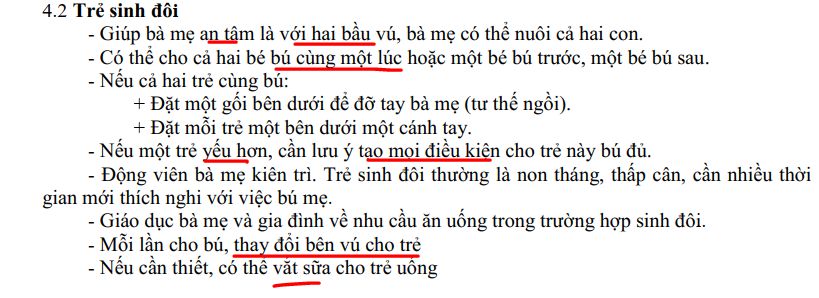 4.2 Trẻ sinh đôi
- Giúp bà mẹ an tâm là với hai bầu vú, bà mẹ có thể nuôi cả hai con.
- Có thể cho cả hai bé bú cùng một lúc hoặc một bé bú trước, một bé bú sau.
- Nếu cả hai trẻ cùng bú:
+ Đặt một gối bên dưới để đỡ tay bà mẹ (tư thế ngồi).
+ Đặt mỗi trẻ một bên dưới một cánh tay.
- Nếu một trẻ yếu hơn, cần lưu ý tạo mọi điều kiện cho trẻ này bú đủ.
- Động viên bà mẹ kiên trì. Trẻ sinh đôi thường là non tháng, thấp cân, cần nhiều thời
gian mới thích nghi với việc bú mẹ.
- Giáo dục bà mẹ và gia đình về nhu cầu ăn uống trong trường hợp sinh đôi.
- Mỗi lần cho bú, thay đổi bên vú cho trẻ
- Nếu cần thiết, có thể vắt sữa cho trẻ uống